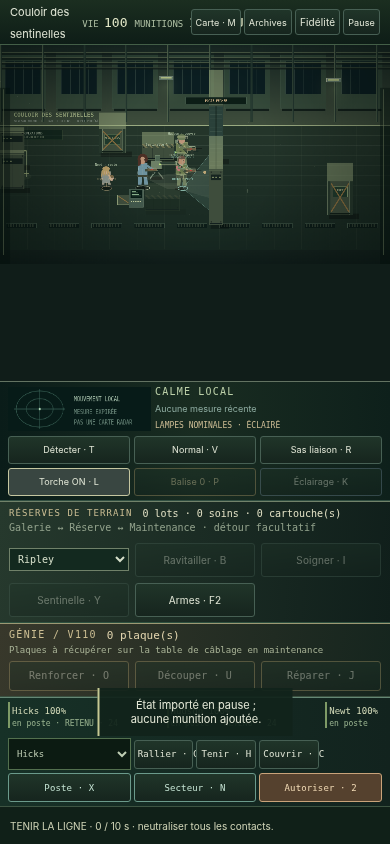 Couloir des
sentinelles
VIE 100 MUNITIONS
Carte · M
Archives
Fidélité
Pause
COULOIR DES SENTINELLES
MOUVEMENT LOCAL
MESURE EXPIRÉE
PAS UNE CARTE RADAR
CALME LOCAL
Aucune mesure récente
LAMPES NOMINALES · ÉCLAIRÉ
Détecter · T
Normal · V
Sas liaison · R
Torche ON · L
Balise 0 · P
Éclairage · K
RÉSERVES DE TERRAIN 0 lots · 0 soins · 0 cartouche(s)
Galerie ↔ Réserve ↔ Maintenance · détour facultatif
Ripley
Ravitailler · B
Soigner · I
Sentinelle · Y
Armes · F2
GÉNIE / V110 0 plaque(s)
Plaques à récupérer sur la table de câblage en maintenance
Renforcer · O
Découper · U
Réparer · J
Hicks 100%
en poste · RETENU
État importé en pause ;
aucune munition ajoutée.
Newt 100%
en poste
Hicks
Rallier · G
Tenir · H
Couvrir · C
Poste · X
Secteur · N
Autoriser · 2
TENIR LA LIGNE · 0 / 10 s · neutraliser tous les contacts.